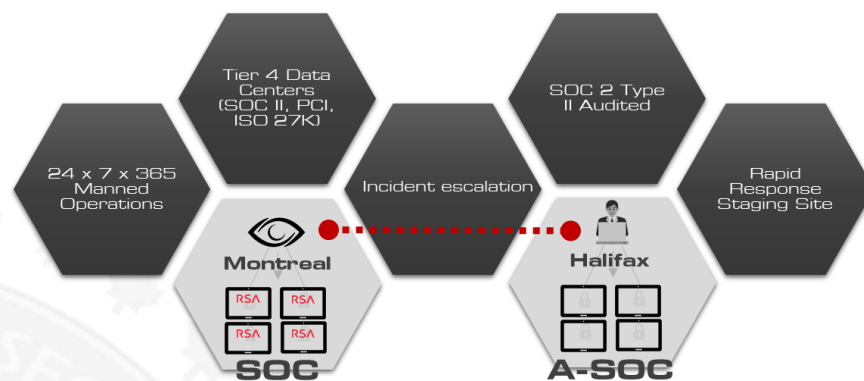 Tier 4 Data
Centers
(SOC II, PCI,
ISO 27K)
SOC 2 Type
II Audited
24 x 7 x 365
Manned
Operations
Incident escalation
Rapid
Response
Staging Site
Montreal
RSA RSA
RSA RSA
SOC
Halifax
A-SOC